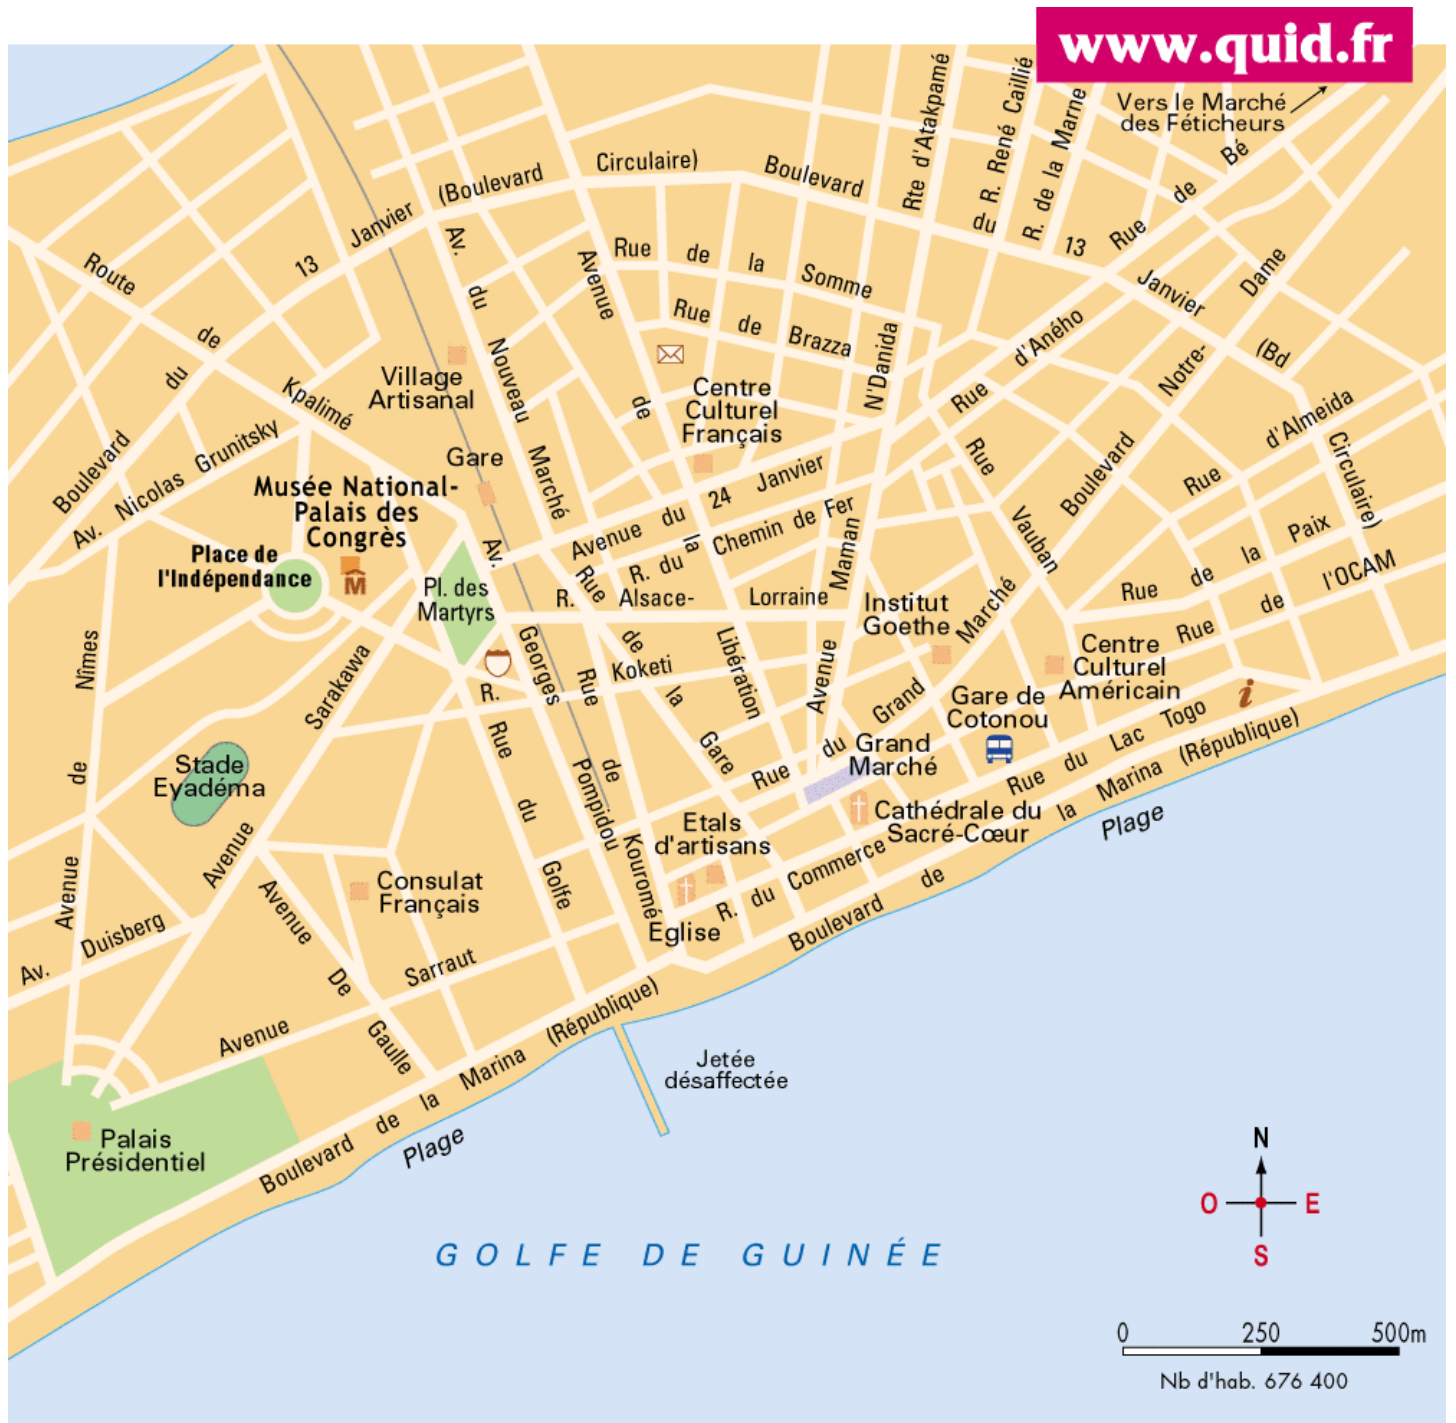 www.quid.fr
Vers le Marché
des Féticheurs
Rte d'Atakpamé
R. René Caillié
R. de la Marne
Rue de Bé
Boulevard du 13 Janvier (Boulevard Circulaire)
Boulevard du 13 Janvier (Bd Circulaire)
Route de Kpalimé
Av. du Nouveau Marché
Avenue de la Libération
Rue de la Somme
Rue de Brazza
N'Danida
Rue d'Aného
Boulevard Notre-Dame
Rue d'Almeida
Village
Artisanal
Centre
Culturel
Français
Av. Nicolas Grunitsky
Gare
Musée National-
Palais des
Congrès
Place de
l'Indépendance
M
Pl. des
Martyrs
Avenue du 24 Janvier
R. du Chemin de Fer
R. Alsace-Lorraine
Avenue Maman
Rue Vauban
Rue de la Paix
Rue de l'OCAM
Institut
Goethe
Centre
Culturel
Américain
Gare de
Cotonou
Rue du Grand Marché
Grand
Marché
Rue du Lac Togo
i
Av. Georges Pompidou
R. Koketi
Rue de la Gare
Rue de Kouromé
Rue du Golfe
Avenue de Nîmes
Avenue Sarakawa
Stade
Eyadéma
Cathédrale du
Sacré-Cœur
Etals
d'artisans
Eglise
R. du Commerce
Boulevard de la Marina (République)
Plage
Consulat
Français
Av. Duisberg
Avenue De Gaulle
Avenue Sarraut
Boulevard de la Marina (République)
Plage
Jetée
désaffectée
Palais
Présidentiel
GOLFE DE GUINÉE
N
O E
S
0 250 500m
Nb d'hab. 676 400